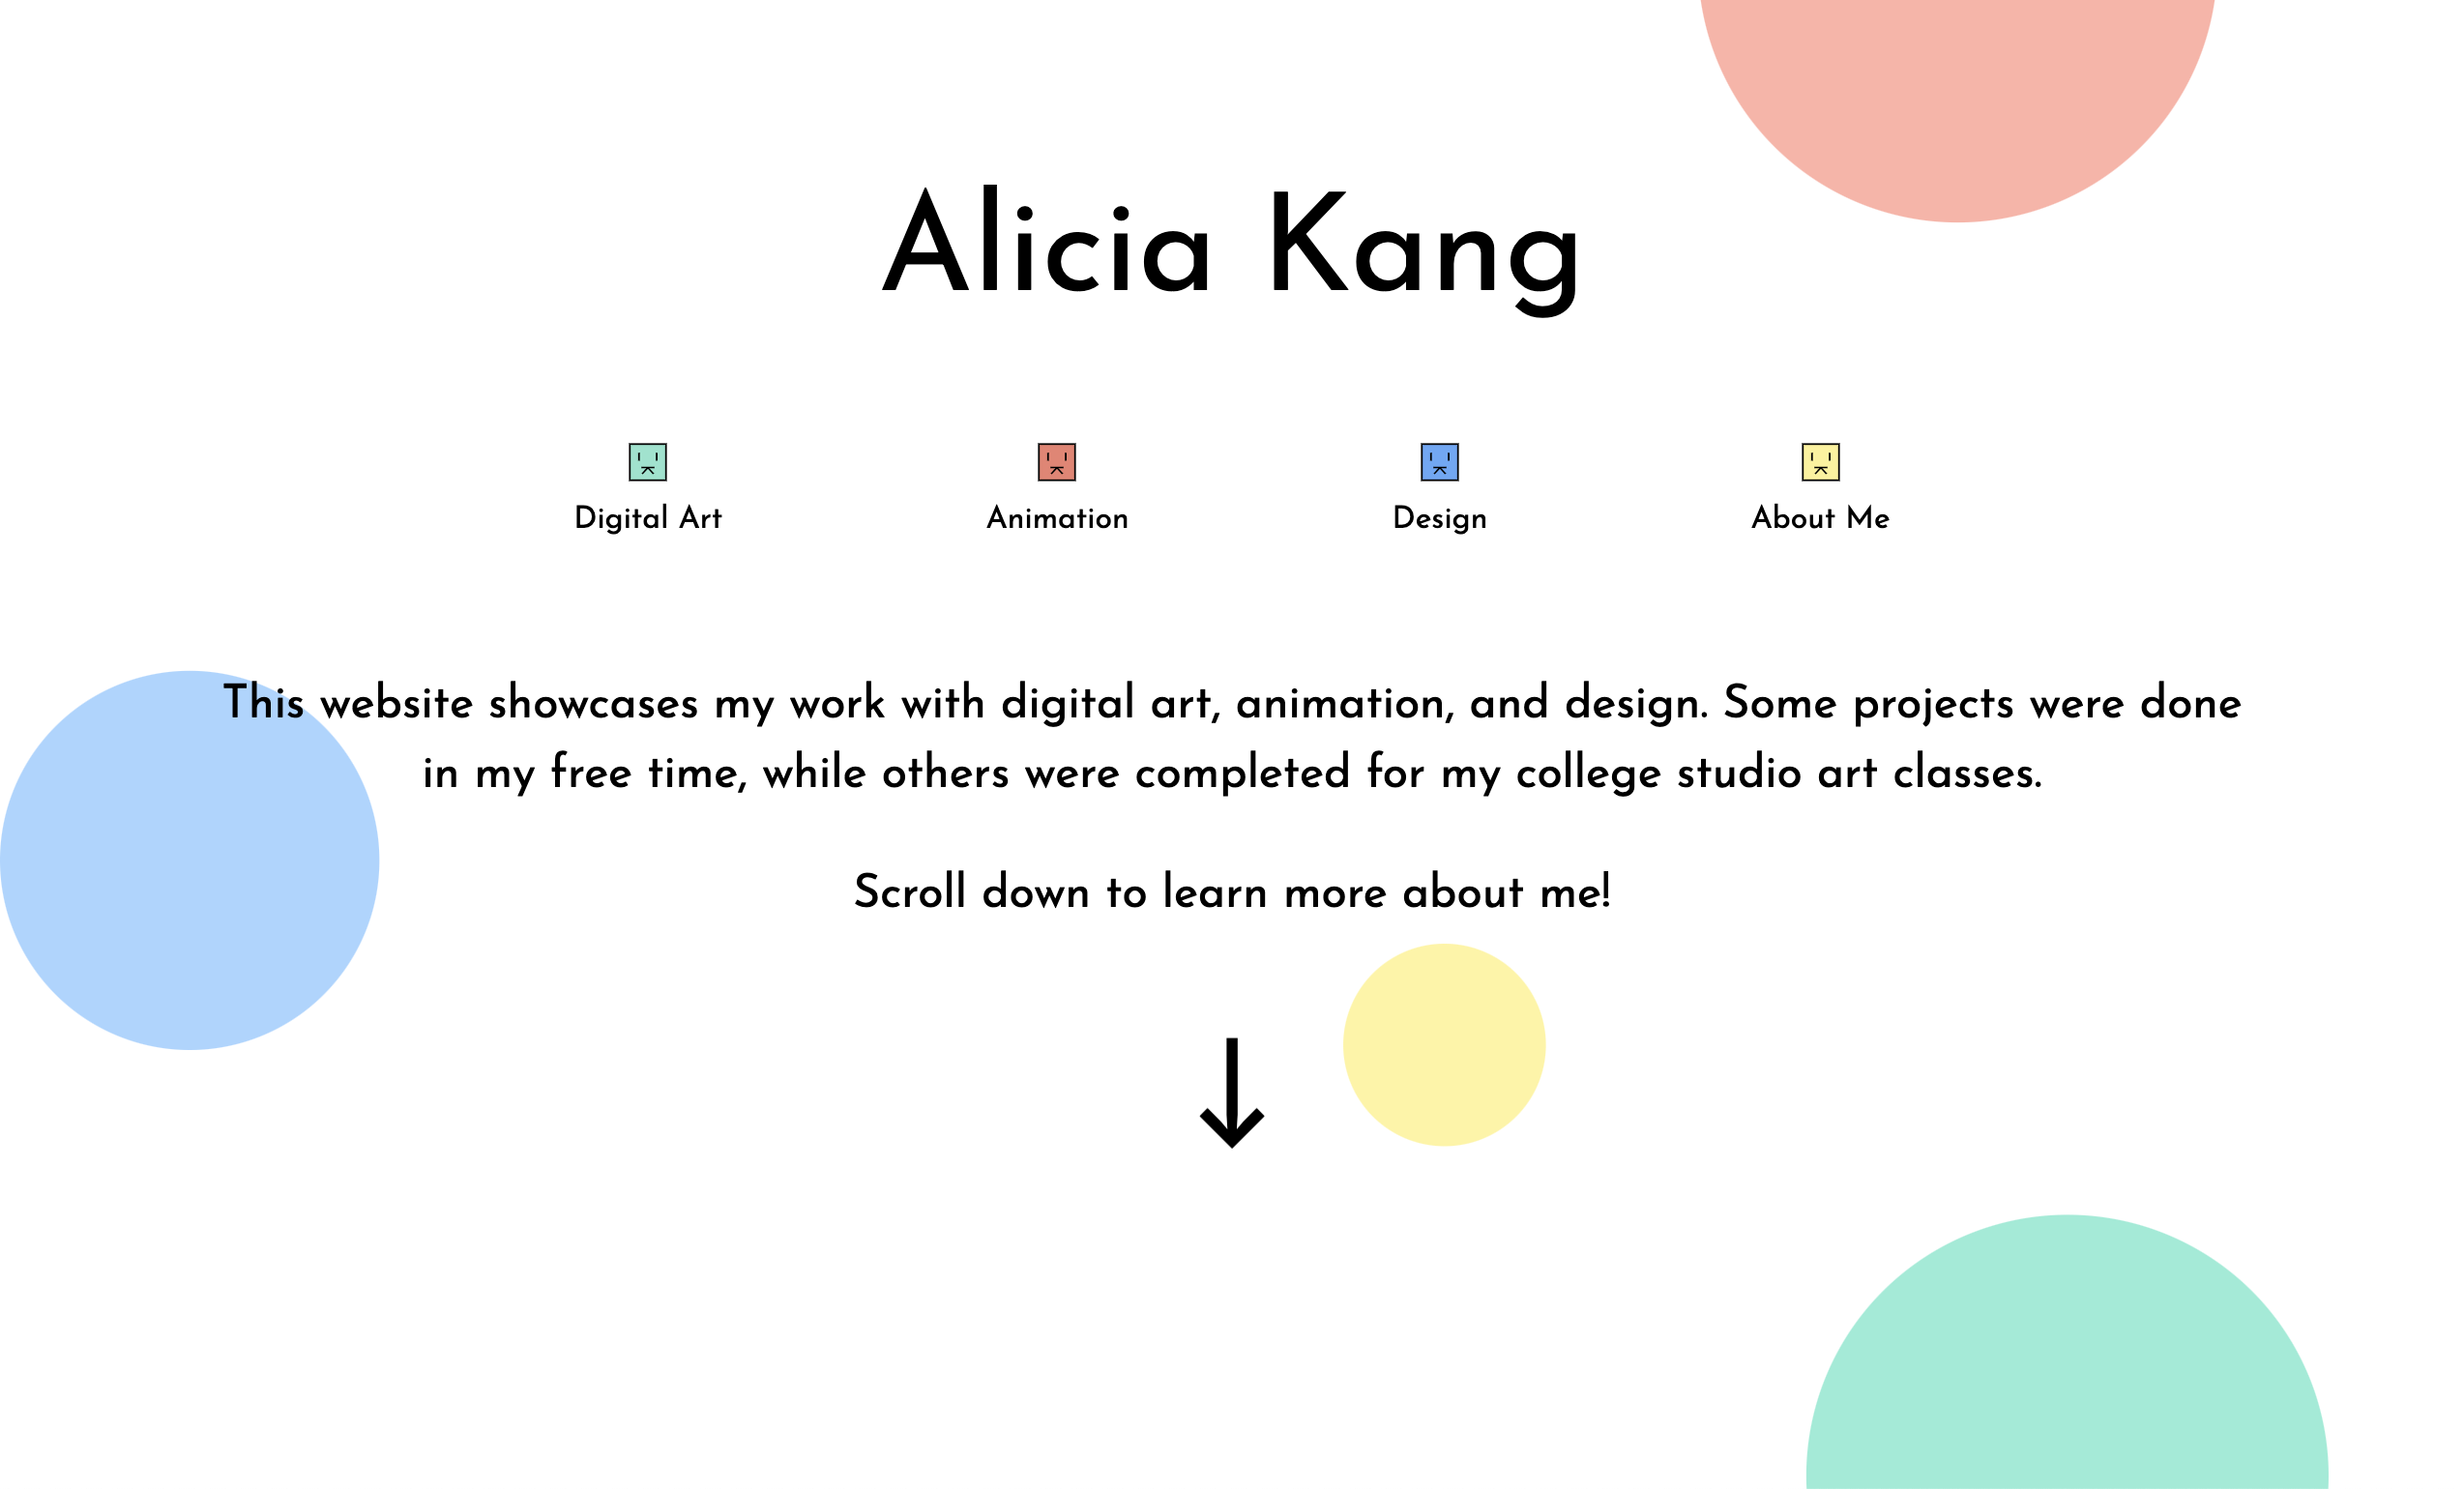 Alicia Kang
Digital Art
Animation
Design
About Me
This website showcases my work with digital art, animation, and design. Some projects were done
in my free time, while others were completed for my college studio art classes.
Scroll down to learn more about me!